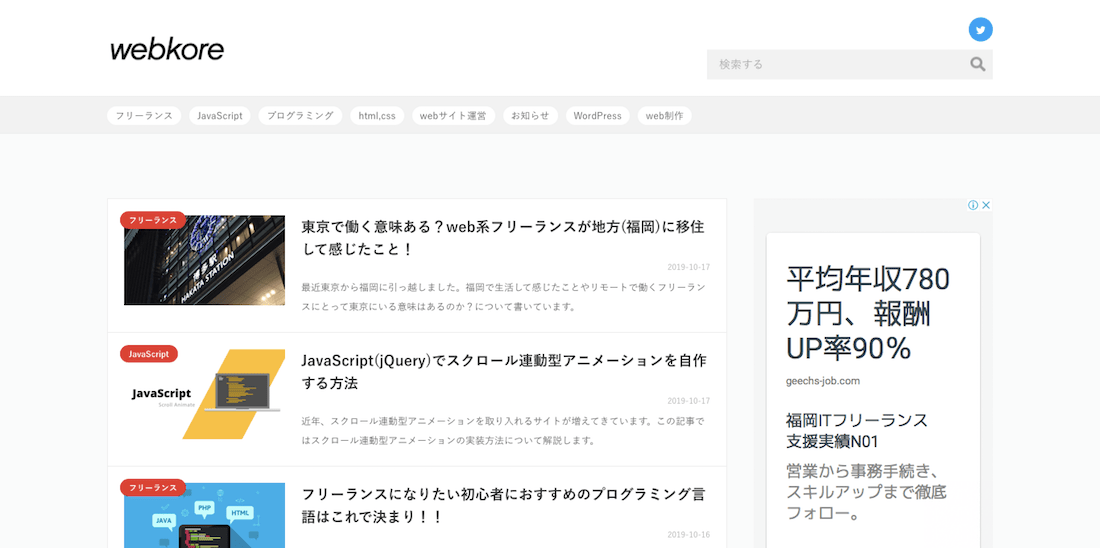 webkore
検索する
フリーランス
JavaScript
プログラミング
html,css
webサイト運営
お知らせ
WordPress
web制作
フリーランス
博多駅
HAKATA STATION
東京で働く意味ある？web系フリーランスが地方(福岡)に移住
して感じたこと！
2019-10-17
最近東京から福岡に引っ越しました。福岡で生活して感じたことやリモートで働くフリーラン
スにとって東京にいる意味はあるのか？について書いています。
JavaScript
JavaScript
Scroll Animate
JavaScript(jQuery)でスクロール連動型アニメーションを自作
する方法
2019-10-17
近年、スクロール連動型アニメーションを取り入れるサイトが増えてきています。この記事で
はスクロール連動型アニメーションの実装方法について解説します。
フリーランス
JAVA
PHP
HTML
フリーランスになりたい初心者におすすめのプログラミング言
語はこれで決まり！！
2019-10-16
平均年収780
万円、報酬
UP率90%
geechs-job.com
福岡ITフリーランス
支援実績N01
営業から事務手続き、
スキルアップまで徹底
フォロー。